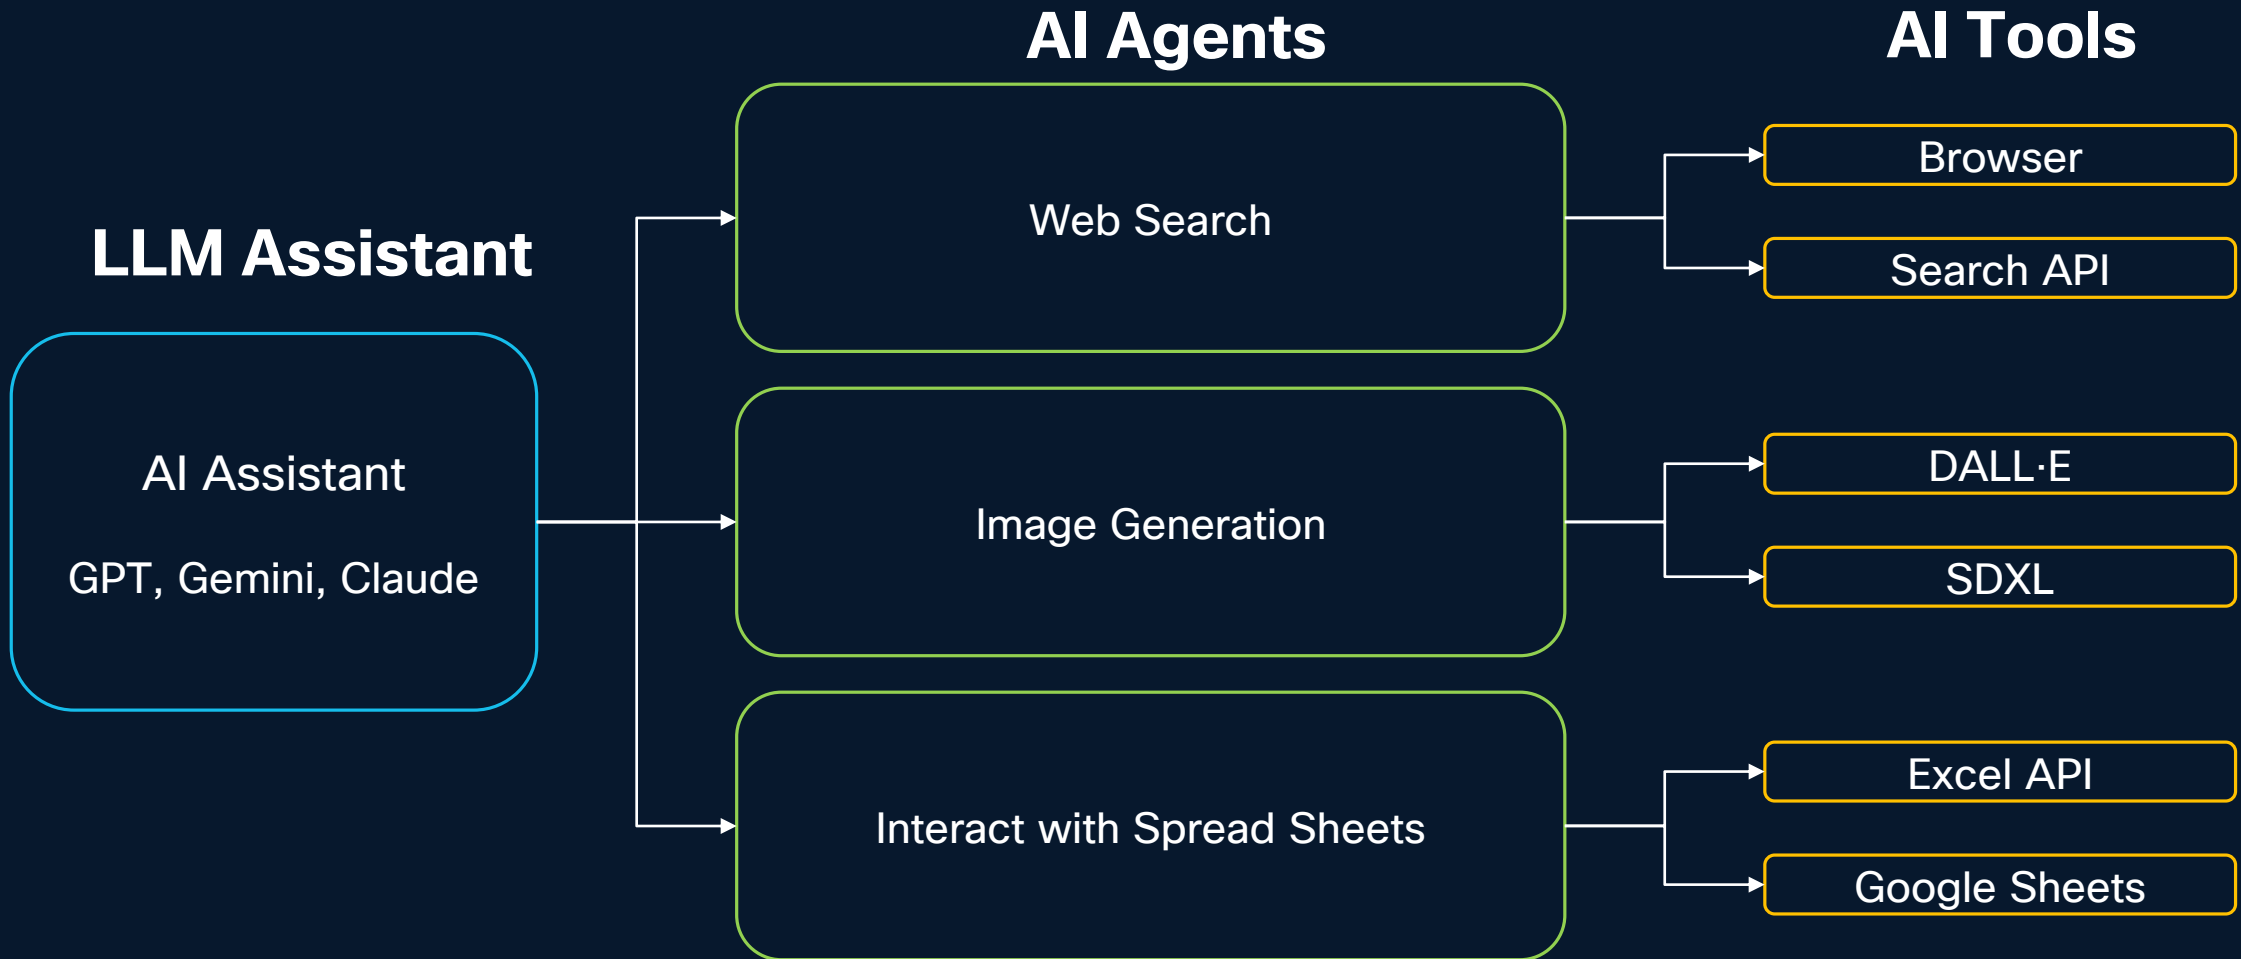 AI Agents
AI Tools
LLM Assistant
AI Assistant
GPT, Gemini, Claude
Web Search
Image Generation
Interact with Spread Sheets
Browser
Search API
DALL·E
SDXL
Excel API
Google Sheets